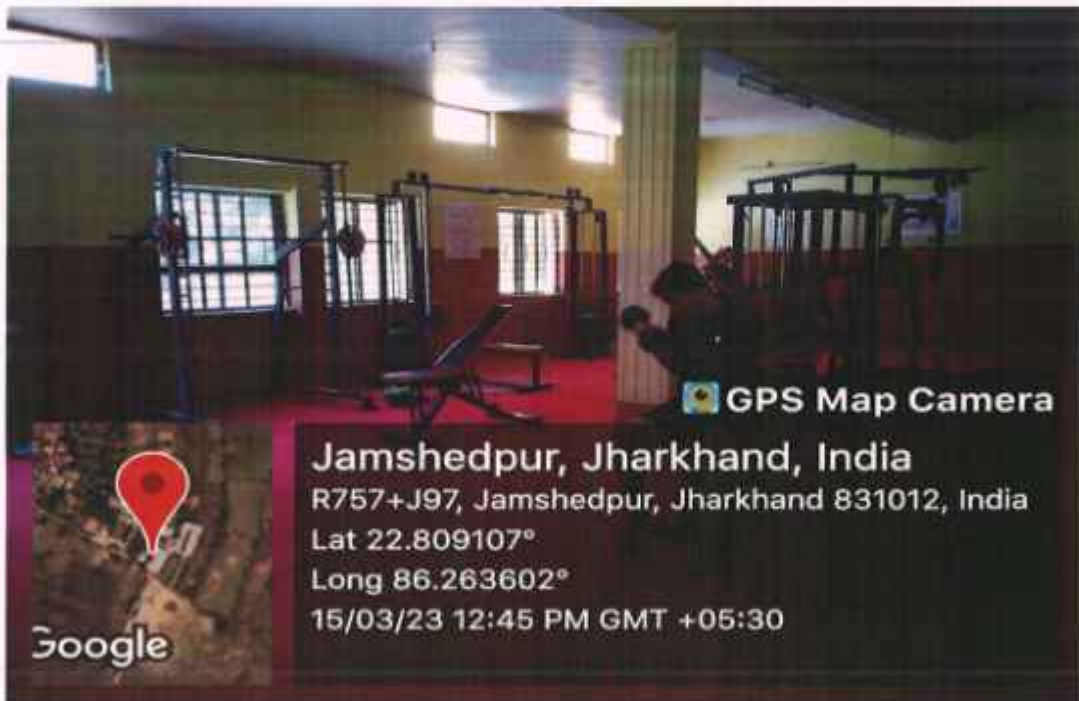 GPS Map Camera
Jamshedpur, Jharkhand, India
R757+J97, Jamshedpur, Jharkhand 831012, India
Lat 22.809107°
Long 86.263602°
15/03/23 12:45 PM GMT +05:30
Google